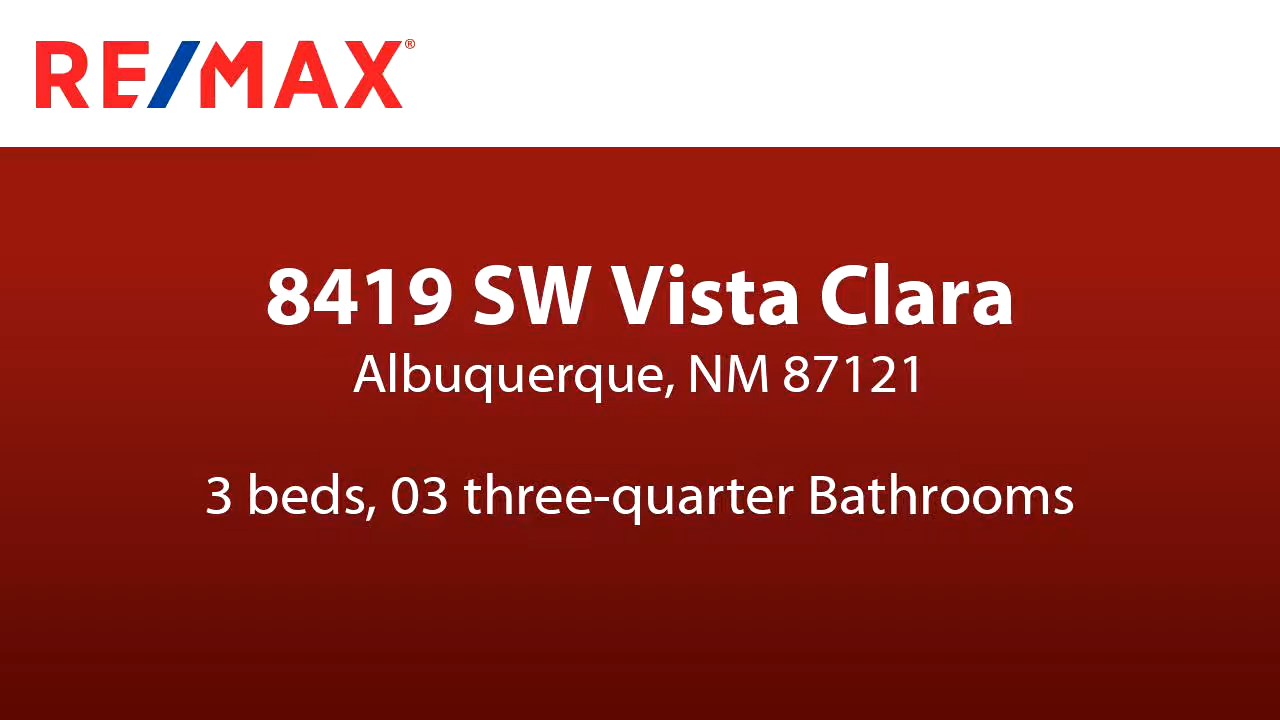 RE/MAX®
8419 SW Vista Clara
Albuquerque, NM 87121
3 beds, 03 three-quarter Bathrooms